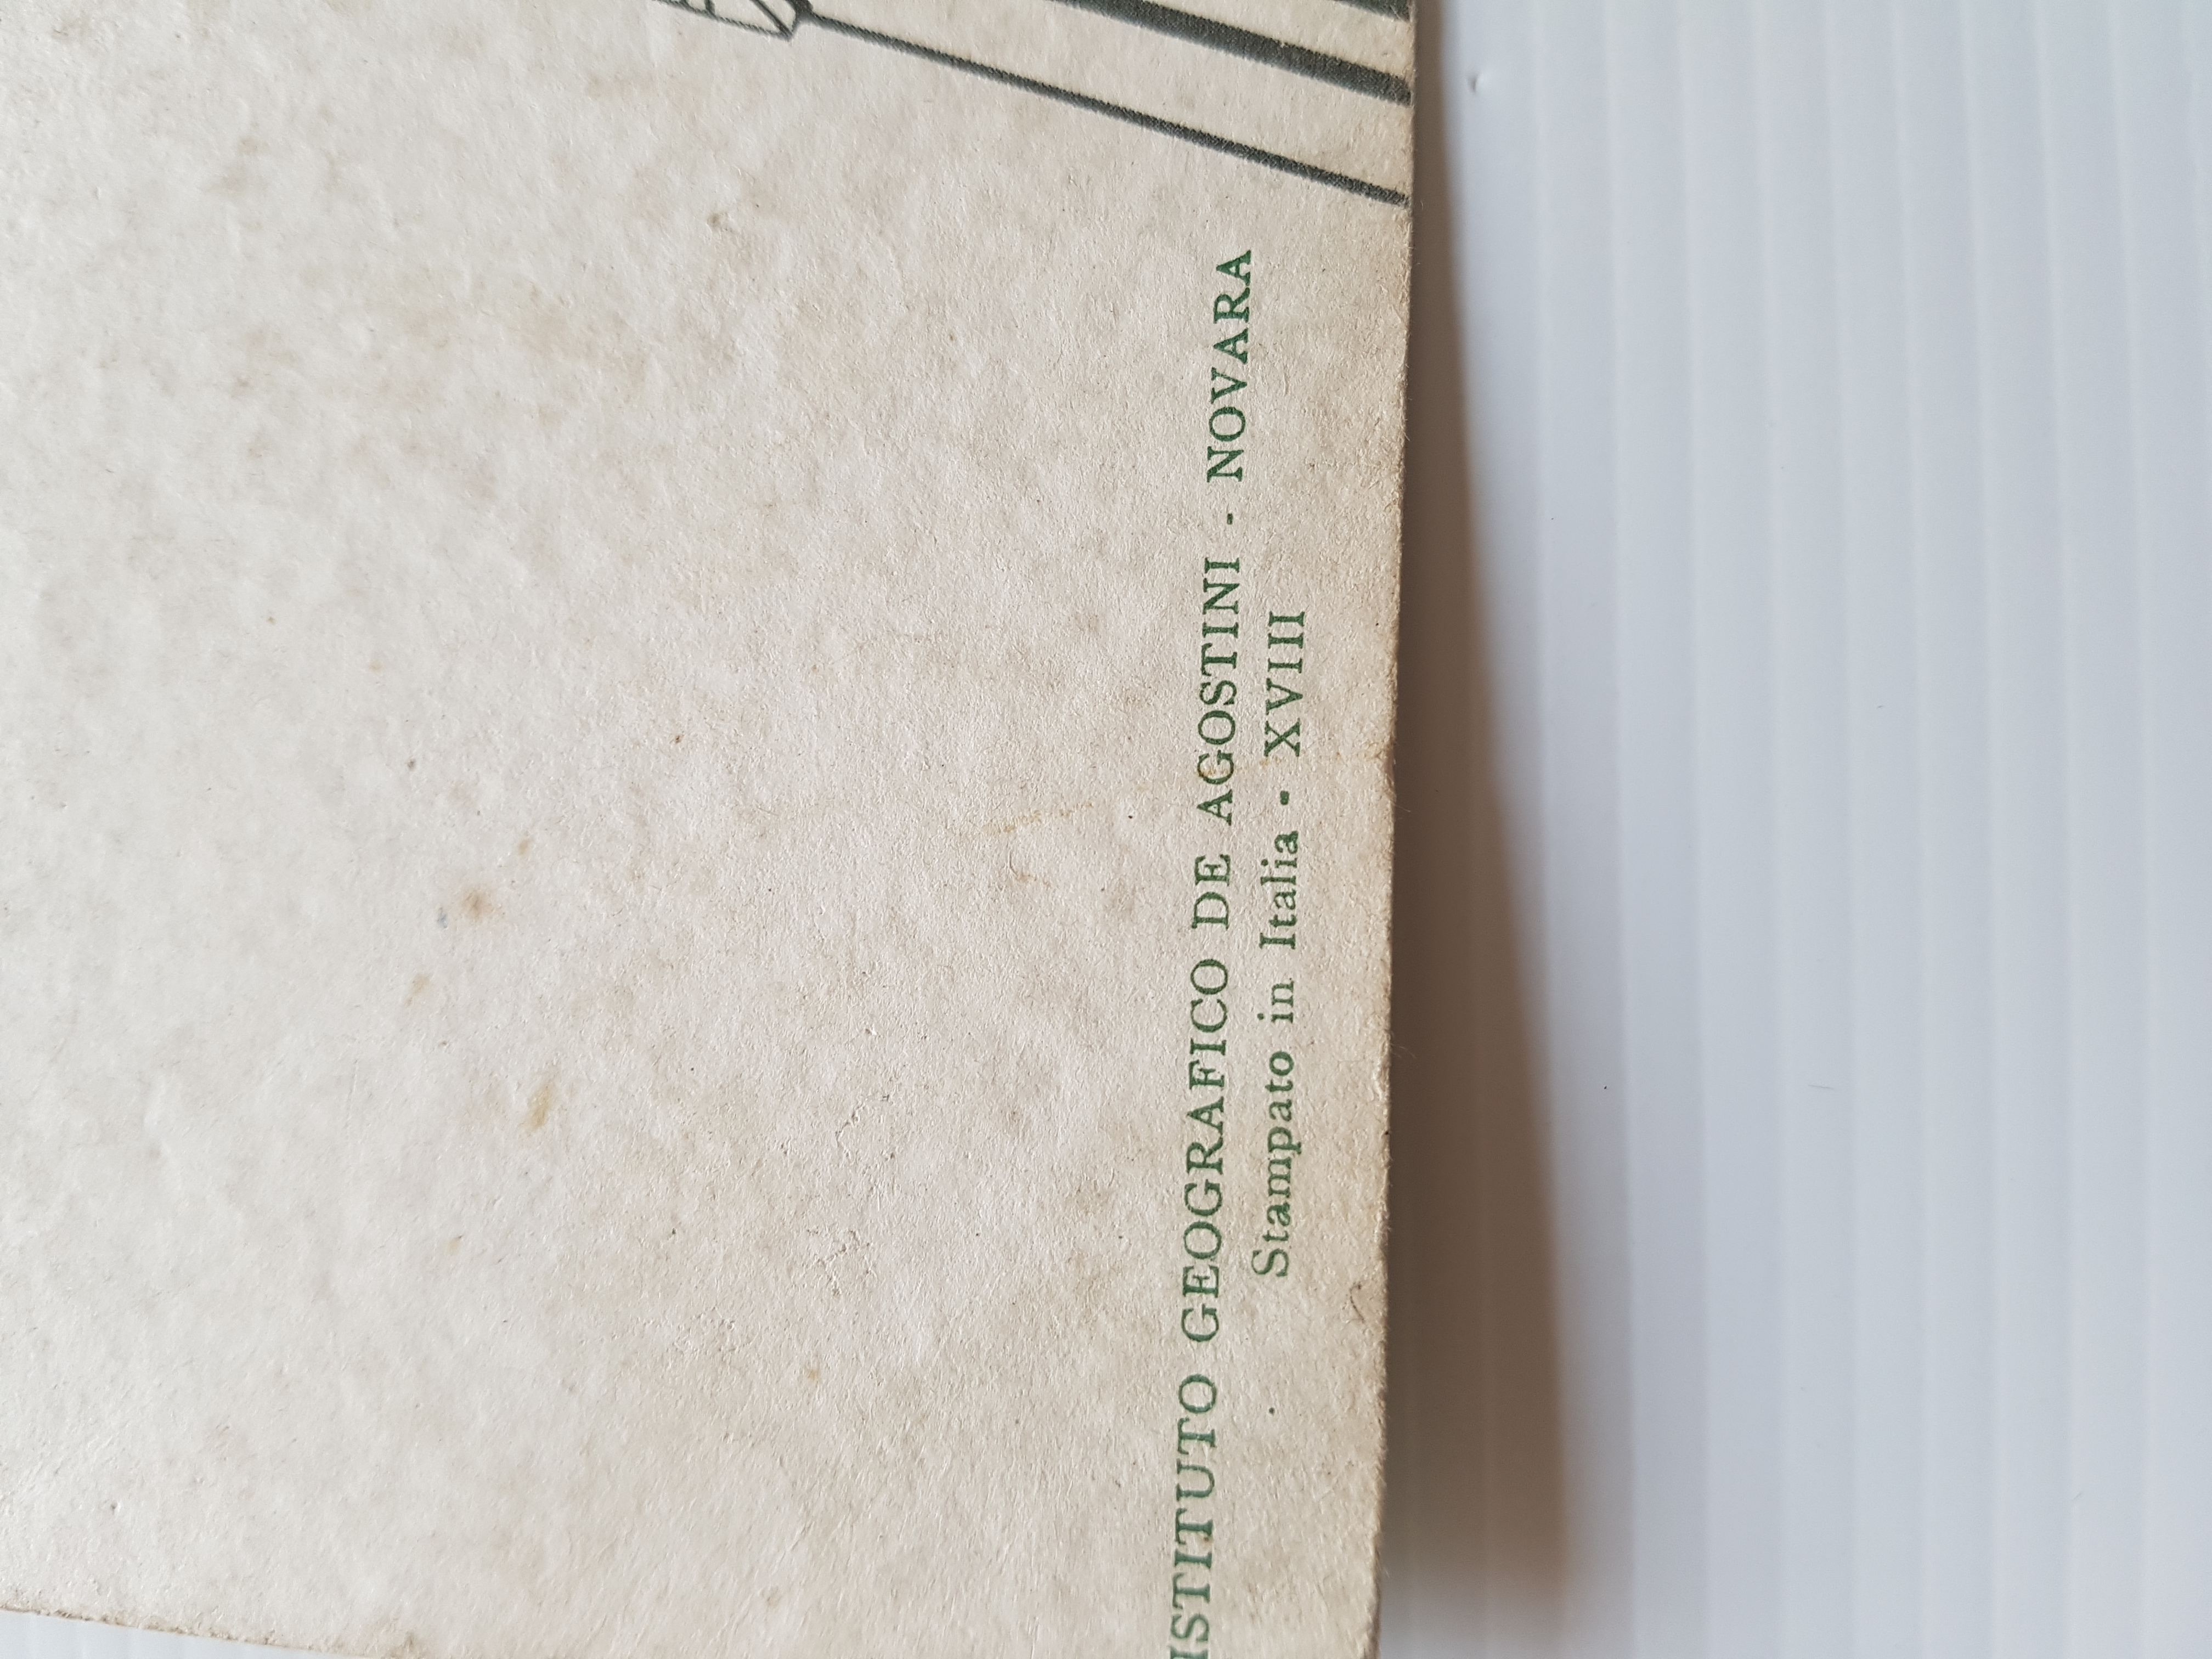 ISTITUTO GEOGRAFICO DE AGOSTINI - NOVARA
Stampato in Italia - XVIII